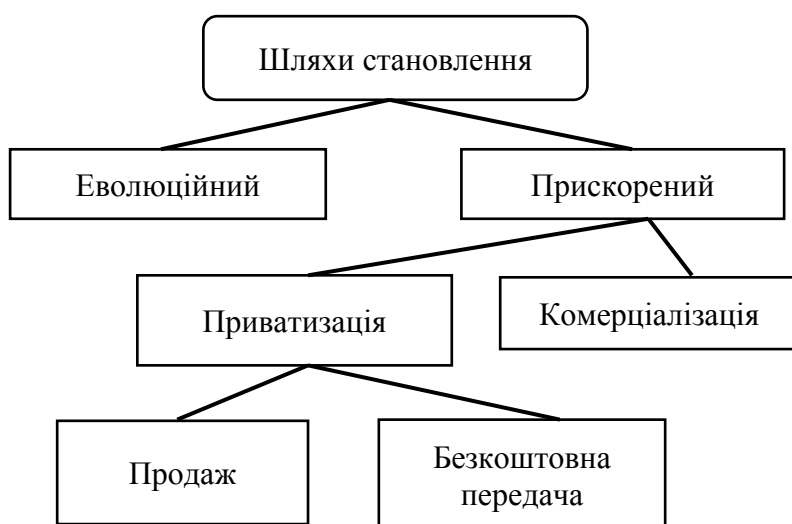 Шляхи становлення
Еволюційний
Прискорений
Приватизація
Комерціалізація
Продаж
Безкоштовна
передача